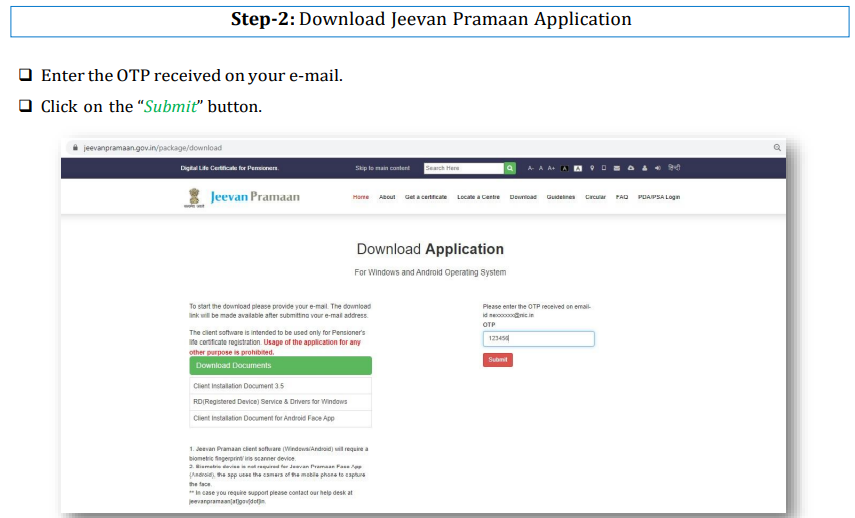 Step-2: Download Jeevan Pramaan Application
❑ Enter the OTP received on your e-mail.
❑ Click on the “Submit” button.
jeevanpramaan.gov.in/package/download
Digital Life Certificate for Pensioners Skip to main content Search Here A- A A+ A A हिन्दी
Jeevan Pramaan Home About Get a certificate Locate a Centre Download Guidelines Circular FAQ PDA/PSA Login
Download Application
For Windows and Android Operating System
To start the download please provide your e-mail. The download
link will be made available after submitting your e-mail address.
The client software is intended to be used only for Pensioner's
life certificate registration. Usage of the application for any
other purpose is prohibited.
Download Documents
Client Installation Document 3.5
RD(Registered Device) Service & Drivers for Windows
Client Installation Document for Android Face App
1. Jeevan Pramaan client software (Windows/Android) will require a
biometric fingerprint/ iris scanner device.
2. Biometric device is not required for Jeevan Pramaan Face App
(Android), the app uses the camera of the mobile phone to capture
the face.
** In case you require support please contact our help desk at
jeevanpramaan[at]gov[dot]in
Please enter the OTP received on email-
id nexxxxxx@nic.in
OTP
123456
Submit